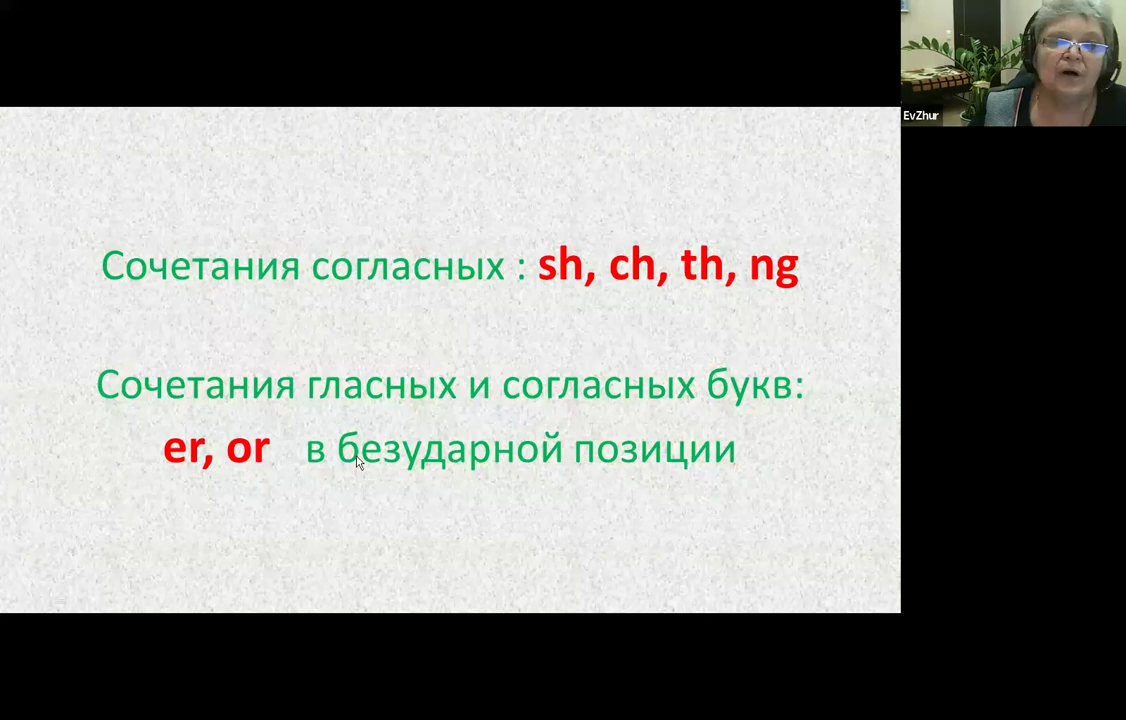 EvZhur
Сочетания согласных : sh, ch, th, ng
Сочетания гласных и согласных букв:
er, or в безударной позиции